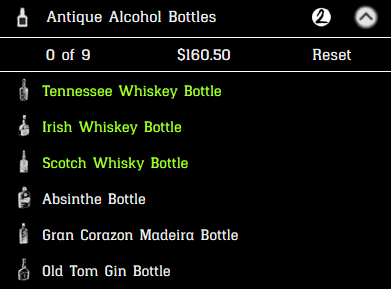 Antique Alcohol Bottles 2
0 of 9 $160.50 Reset
Tennessee Whiskey Bottle
Irish Whiskey Bottle
Scotch Whisky Bottle
Absinthe Bottle
Gran Corazon Madeira Bottle
Old Tom Gin Bottle